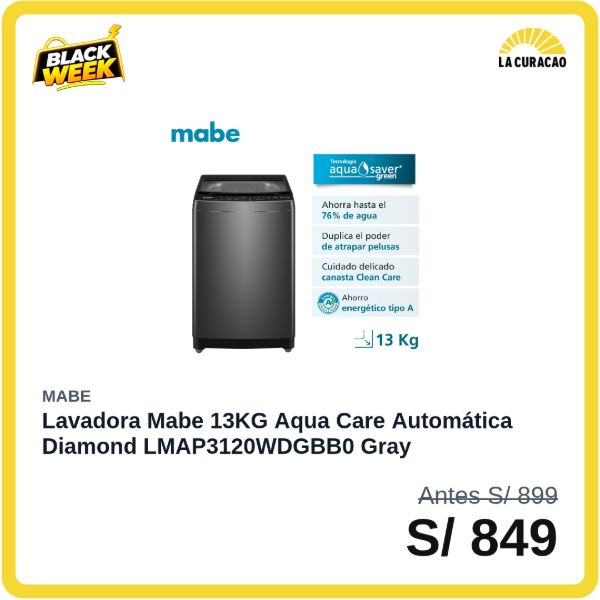 BLACK
WEEK
LA CURACAO
mabe
Tecnología
aqua saver
green
Ahorra hasta el
76% de agua
Duplica el poder
de atrapar pelusas
Cuidado delicado
canasta Clean Care
A
Ahorro
energético tipo A
13 Kg
MABE
Lavadora Mabe 13KG Aqua Care Automática
Diamond LMAP3120WDGBB0 Gray
Antes S/ 899
S/ 849